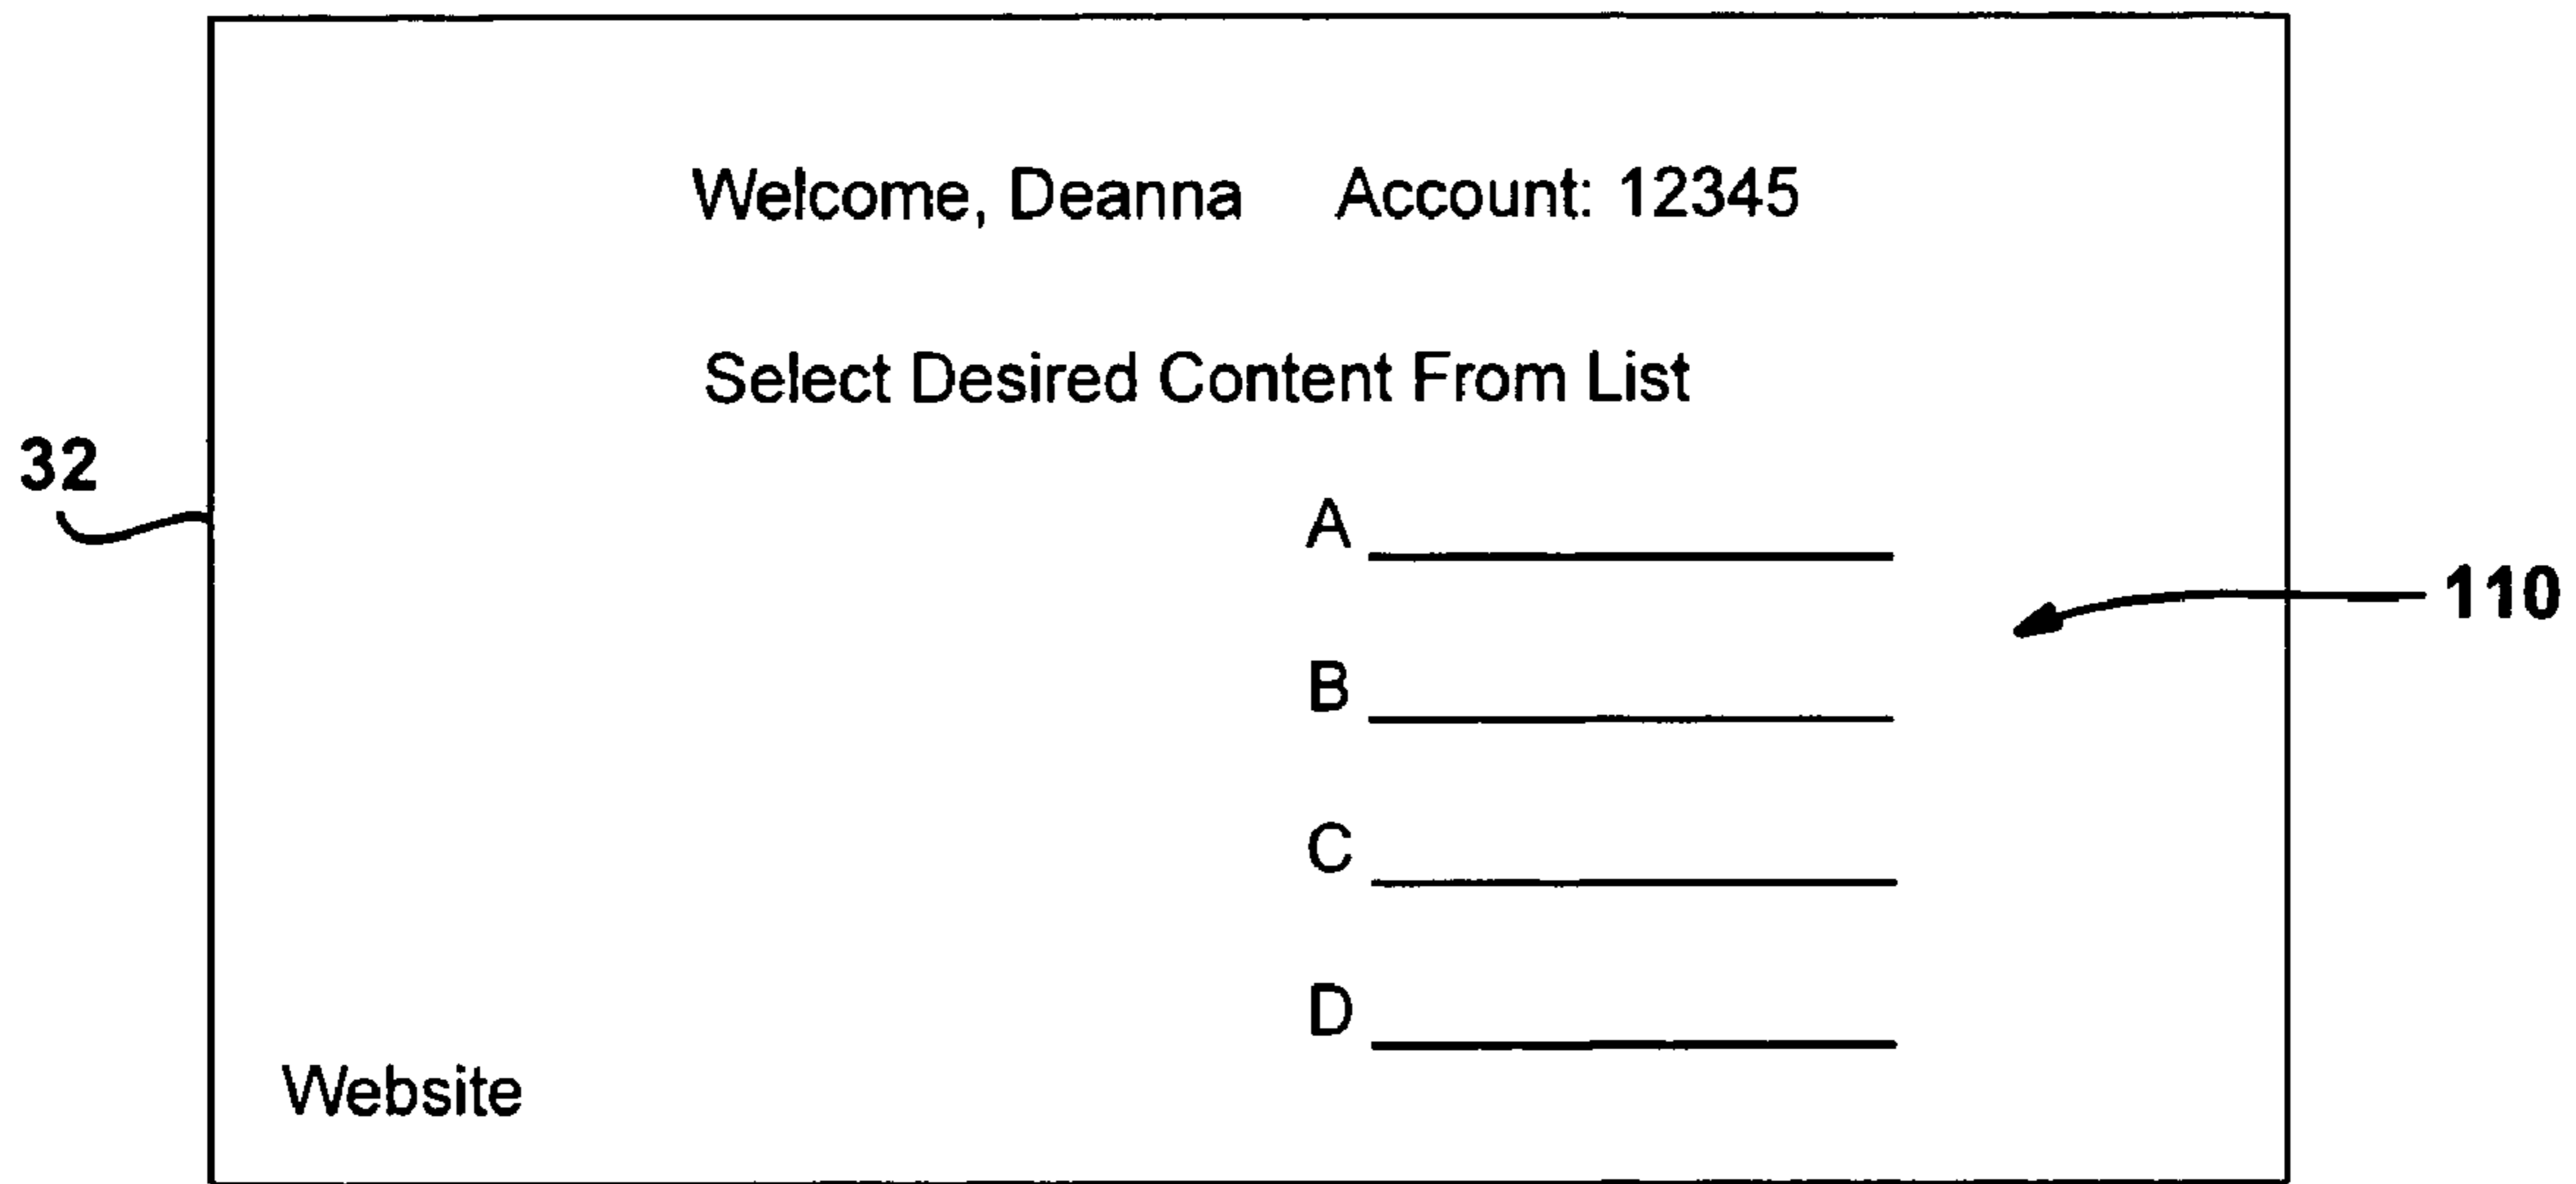 Welcome, Deanna Account: 12345
Select Desired Content From List
32
A
110
B
C
D
Website